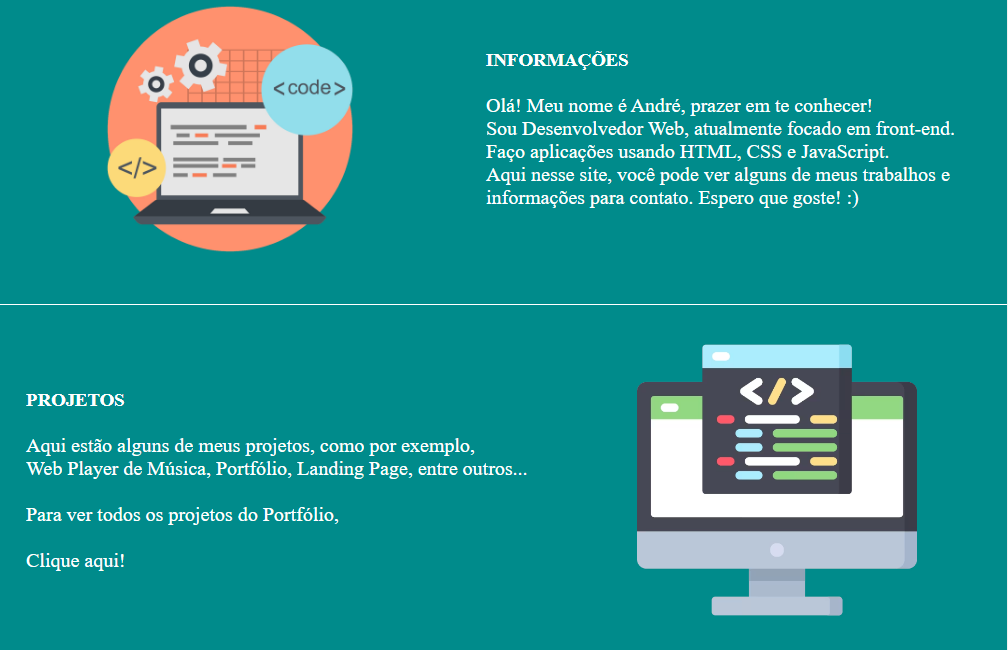 <code>
</>
INFORMAÇÕES
Olá! Meu nome é André, prazer em te conhecer!
Sou Desenvolvedor Web, atualmente focado em front-end.
Faço aplicações usando HTML, CSS e JavaScript.
Aqui nesse site, você pode ver alguns de meus trabalhos e
informações para contato. Espero que goste! :)
PROJETOS
Aqui estão alguns de meus projetos, como por exemplo,
Web Player de Música, Portfólio, Landing Page, entre outros...
Para ver todos os projetos do Portfólio,
Clique aqui!
</>